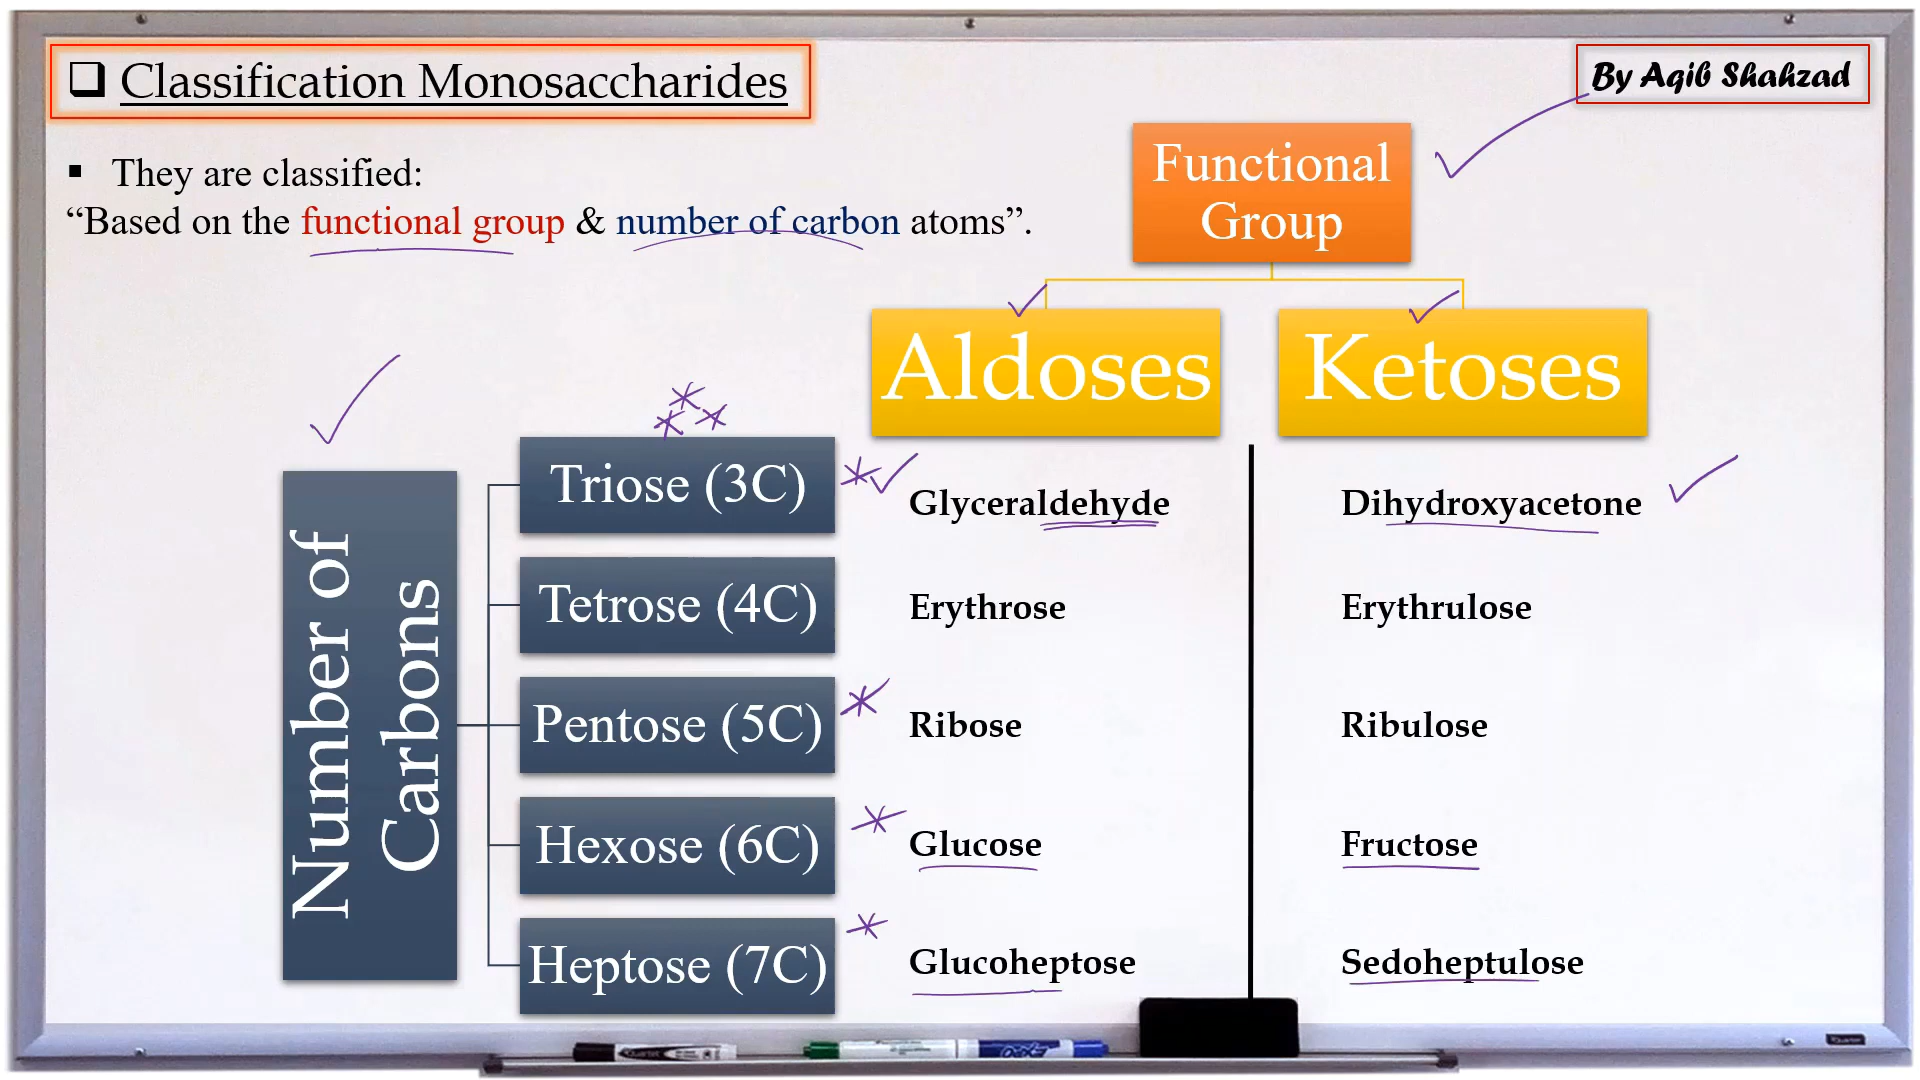 ❑ Classification Monosaccharides
By Aqib Shahzad
▪ They are classified:
“Based on the functional group & number of carbon atoms”.
Functional
Group
Aldoses
Ketoses
Number of
Carbons
Triose (3C)
Glyceraldehyde
Dihydroxyacetone
Tetrose (4C)
Erythrose
Erythrulose
Pentose (5C)
Ribose
Ribulose
Hexose (6C)
Glucose
Fructose
Heptose (7C)
Glucoheptose
Sedoheptulose